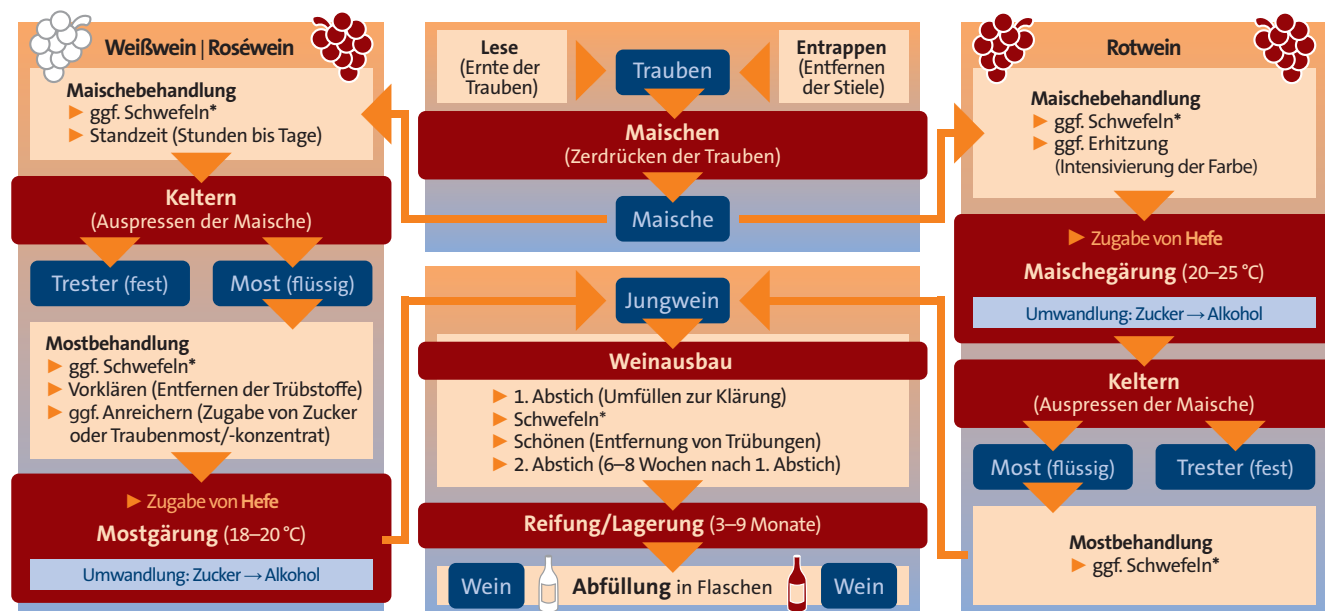 Weißwein | Roséwein
Maischebehandlung
► ggf. Schwefeln*
► Standzeit (Stunden bis Tage)
Keltern
(Auspressen der Maische)
Trester (fest)
Most (flüssig)
Mostbehandlung
► ggf. Schwefeln*
► Vorklären (Entfernen der Trübstoffe)
► ggf. Anreichern (Zugabe von Zucker
oder Traubenmost/-konzentrat)
► Zugabe von Hefe
Mostgärung (18–20 °C)
Umwandlung: Zucker → Alkohol
Lese
(Ernte der
Trauben)
Trauben
Entrappen
(Entfernen
der Stiele)
Maischen
(Zerdrücken der Trauben)
Maische
Jungwein
Weinausbau
► 1. Abstich (Umfüllen zur Klärung)
► Schwefeln*
► Schönen (Entfernung von Trübungen)
► 2. Abstich (6–8 Wochen nach 1. Abstich)
Reifung/Lagerung (3–9 Monate)
Wein
Abfüllung in Flaschen
Wein
Rotwein
Maischebehandlung
► ggf. Schwefeln*
► ggf. Erhitzung
(Intensivierung der Farbe)
► Zugabe von Hefe
Maischegärung (20–25 °C)
Umwandlung: Zucker → Alkohol
Keltern
(Auspressen der Maische)
Most (flüssig)
Trester (fest)
Mostbehandlung
► ggf. Schwefeln*